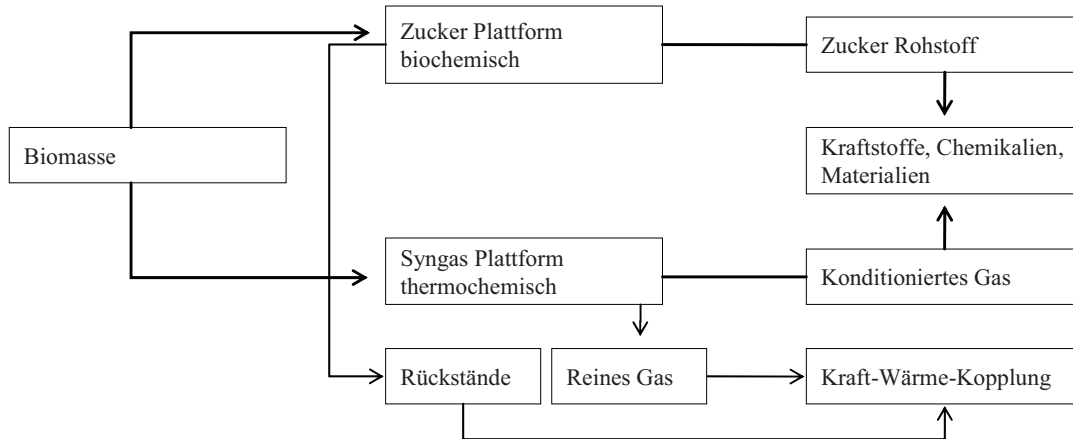 Zucker Plattform
biochemisch
Zucker Rohstoff
Biomasse
Kraftstoffe, Chemikalien,
Materialien
Syngas Plattform
thermochemisch
Konditioniertes Gas
Rückstände
Reines Gas
Kraft-Wärme-Kopplung